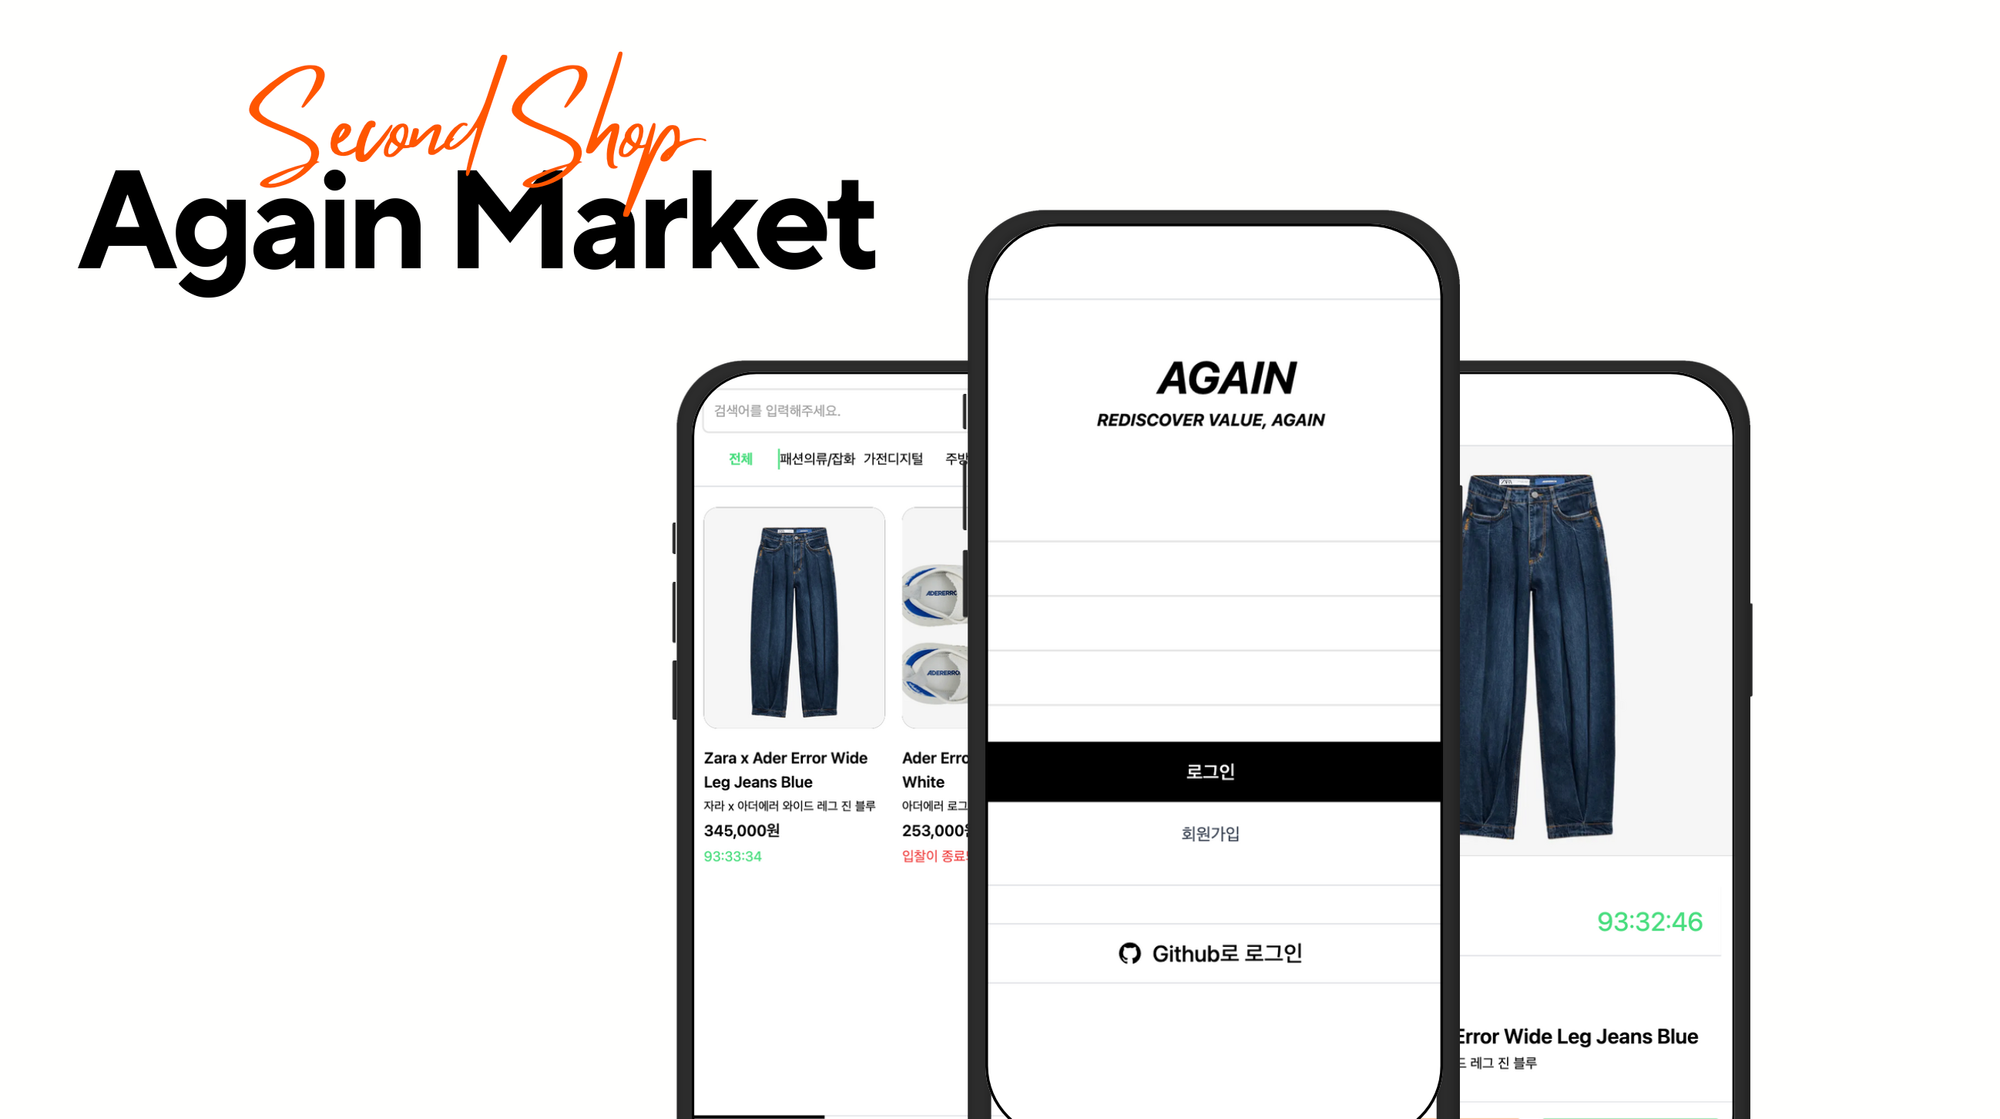 Second Shop
Again Market
검색어를 입력해주세요.
전체 패션의류/잡화 가전디지털 주방
Zara x Ader Error Wide
Leg Jeans Blue
자라 x 아더에러 와이드 레그 진 블루
345,000원
93:33:34
ADERERRO
ADERERRO
Ader Erro
White
아더에러 로그
253,000
입찰이 종료
AGAIN
REDISCOVER VALUE, AGAIN
로그인
회원가입
Github로 로그인
ZARA
93:32:46
Error Wide Leg Jeans Blue
레그 진 블루